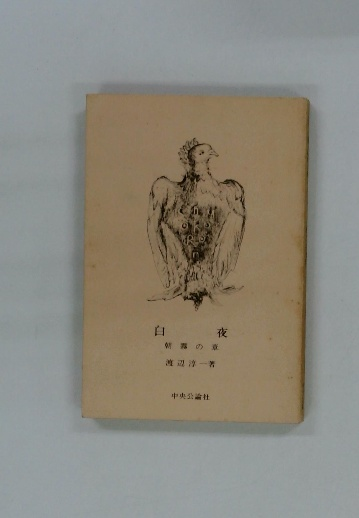 白 夜
朝霧の章
渡辺淳一著
中央公論社